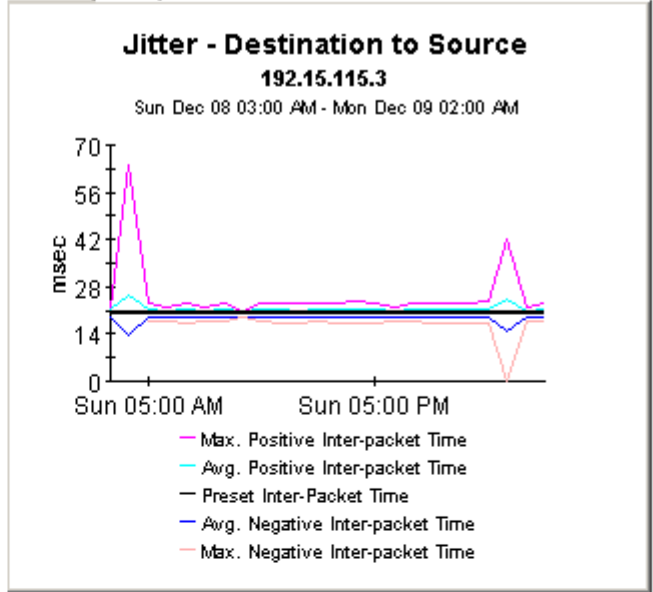 Jitter - Destination to Source
192.15.115.3
Sun Dec 08 03:00 AM - Mon Dec 09 02:00 AM
70
56
42
28
14
0
msec
Sun 05:00 AM
Sun 05:00 PM
Max. Positive Inter-packet Time
Avg. Positive Inter-packet Time
Preset Inter-Packet Time
Avg. Negative Inter-packet Time
Max. Negative Inter-packet Time